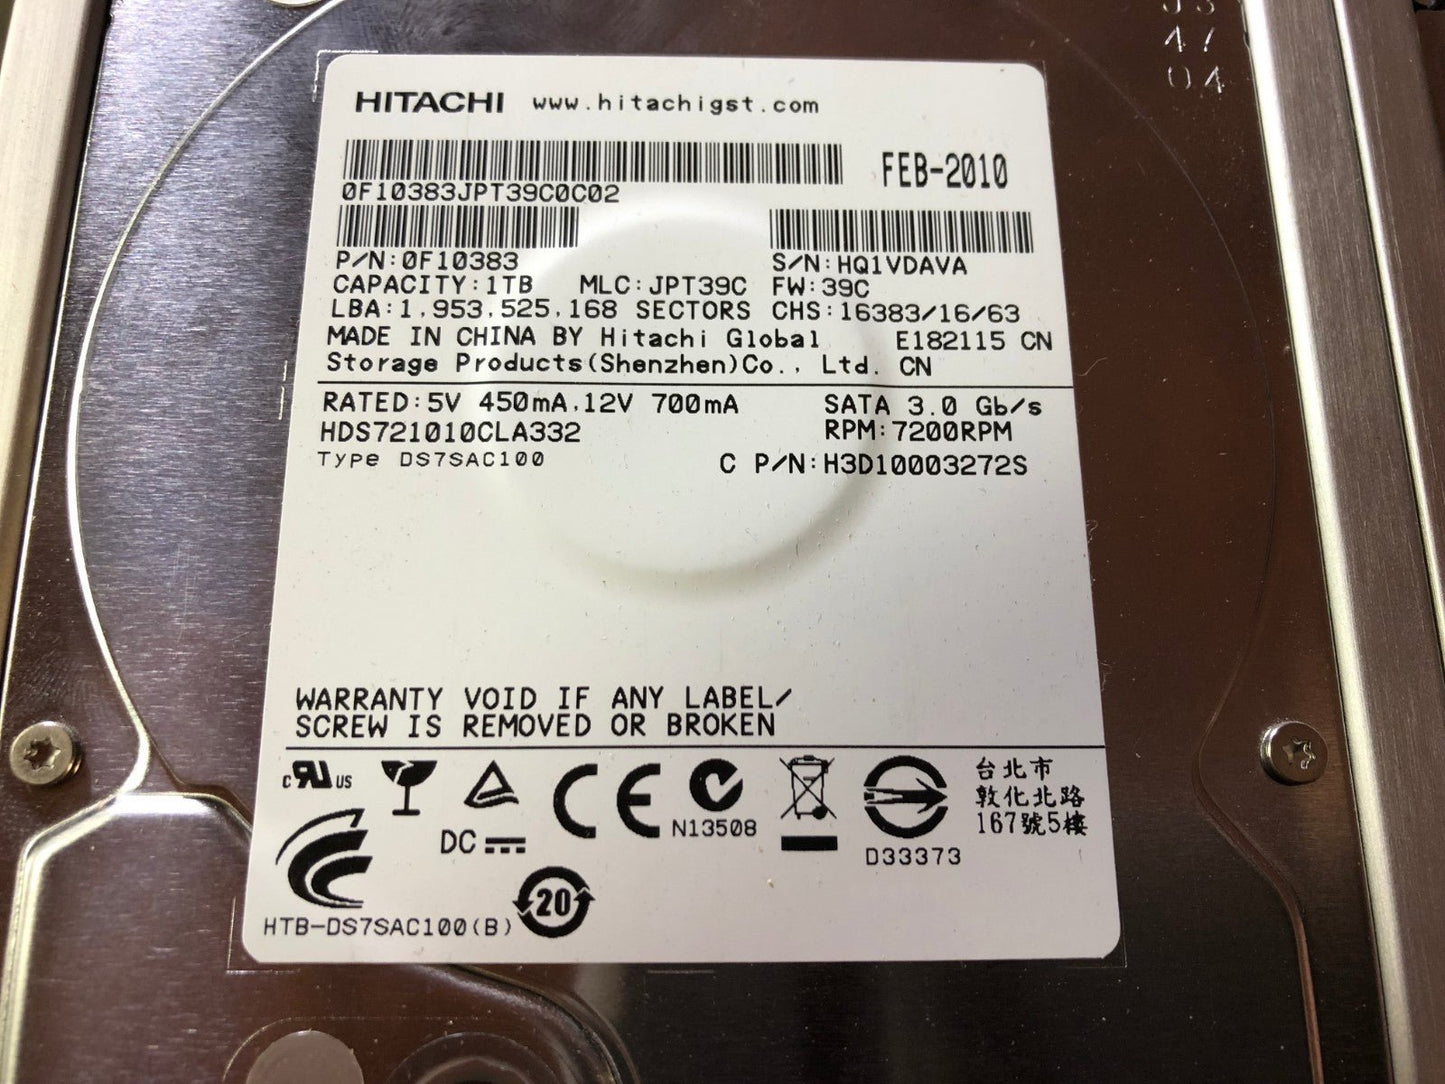 HITACHI www.hitachigst.com
FEB-2010
0F10383JPT39C0C02
P/N:0F10383 S/N:HQ1VDAVA
CAPACITY:1TB MLC:JPT39C FW:39C
LBA:1,953,525,168 SECTORS CHS:16383/16/63
MADE IN CHINA BY Hitachi Global E182115 CN
Storage Products(Shenzhen)Co., Ltd. CN
RATED:5V 450mA,12V 700mA SATA 3.0 Gb/s
HDS721010CLA332 RPM:7200RPM
Type DS7SAC100 C P/N:H3D10003272S
WARRANTY VOID IF ANY LABEL/
SCREW IS REMOVED OR BROKEN
c US
DC
CE
N13508
D33373
台北市
敦化北路
167號5樓
HTB-DS7SAC100(B)
20
04